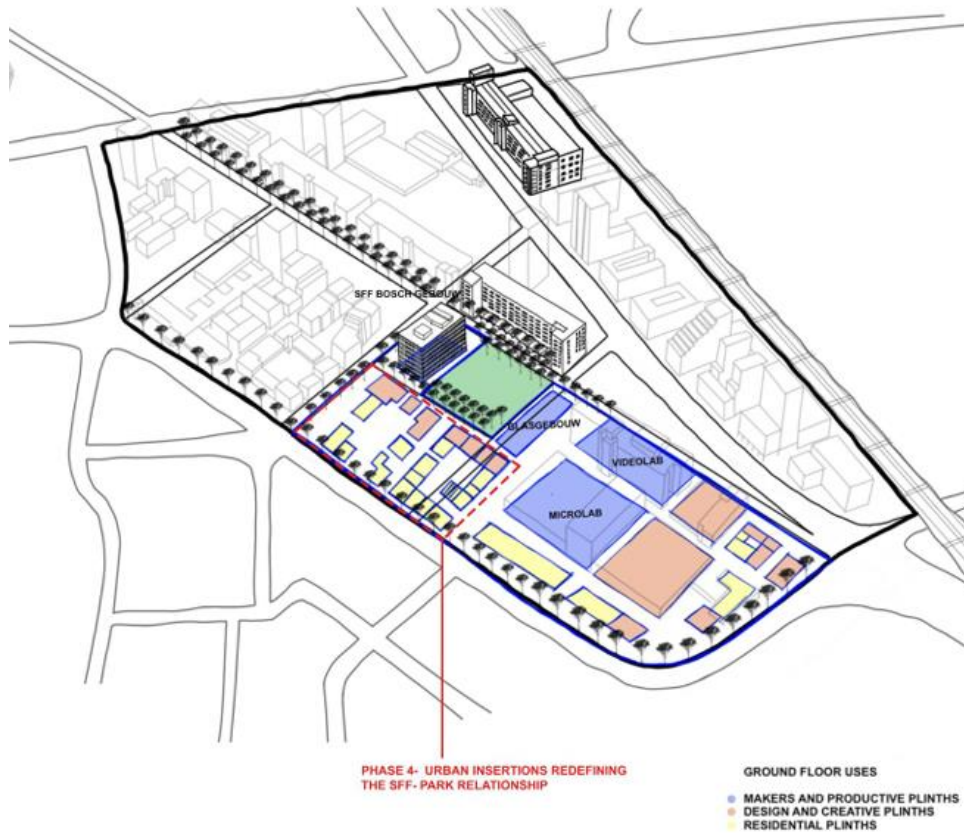 SFF BOSCH GEBOUW
GLASGEBOUW
VIDEOLAB
MICROLAB
PHASE 4- URBAN INSERTIONS REDEFINING
THE SFF- PARK RELATIONSHIP
GROUND FLOOR USES
MAKERS AND PRODUCTIVE PLINTHS
DESIGN AND CREATIVE PLINTHS
RESIDENTIAL PLINTHS